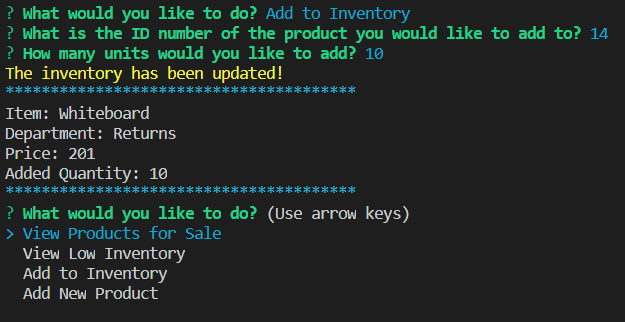 ? What would you like to do? Add to Inventory
? What is the ID number of the product you would like to add to? 14
? How many units would you like to add? 10
The inventory has been updated!
***************************************
Item: Whiteboard
Department: Returns
Price: 201
Added Quantity: 10
***************************************
? What would you like to do? (Use arrow keys)
> View Products for Sale
  View Low Inventory
  Add to Inventory
  Add New Product